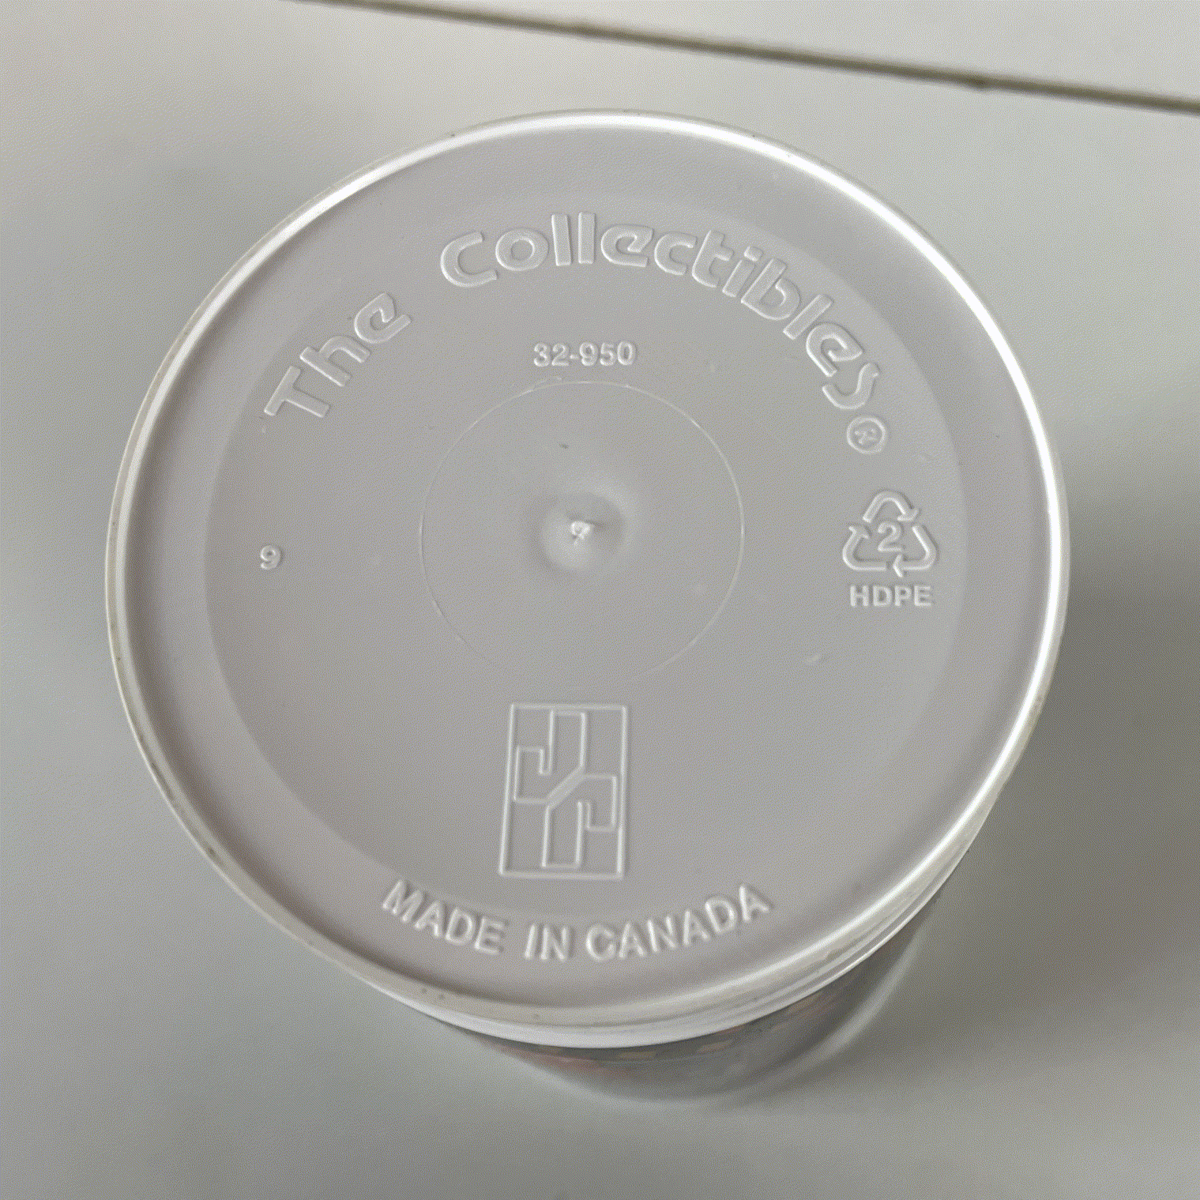 The Collectibles®
32-950
9
2
HDPE
MADE IN CANADA